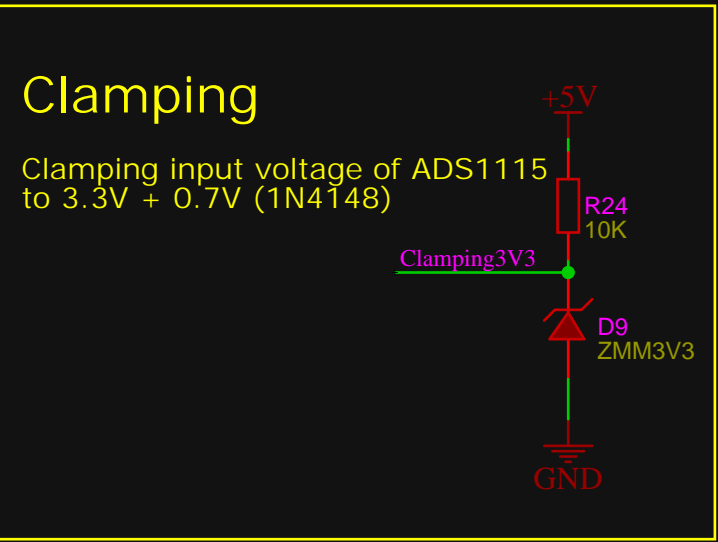 Clamping
Clamping input voltage of ADS1115
to 3.3V + 0.7V (1N4148)
+5V
R24
10K
Clamping3V3
D9
ZMM3V3
GND